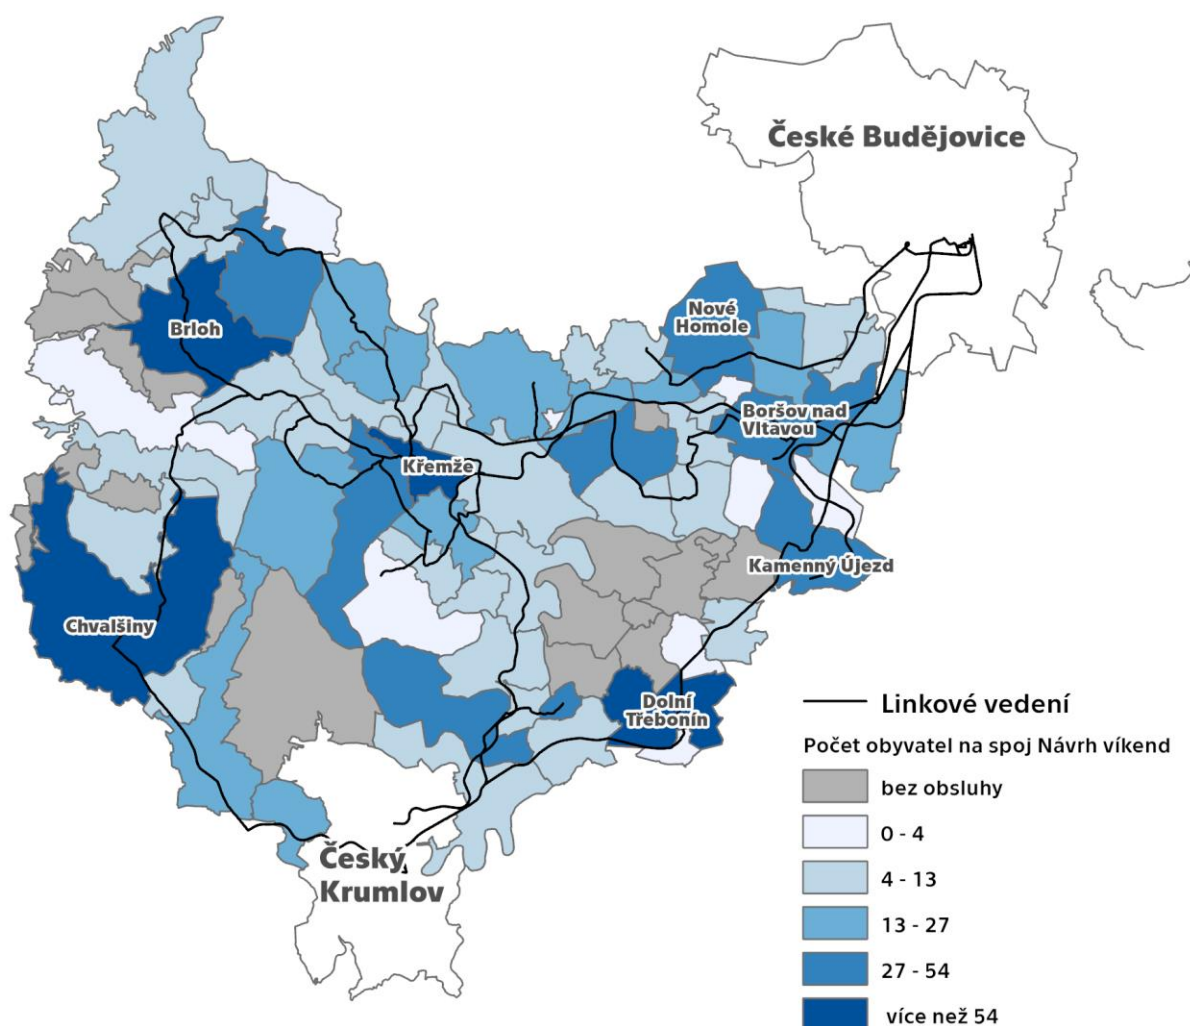 České Budějovice
Nové
Homole
Brloh
Boršov nad
Vltavou
Křemže
Kamenný Újezd
Chvalšiny
Dolní
Třebonín
Český
Krumlov
Linkové vedení
Počet obyvatel na spoj Návrh víkend
bez obsluhy
0 - 4
4 - 13
13 - 27
27 - 54
více než 54